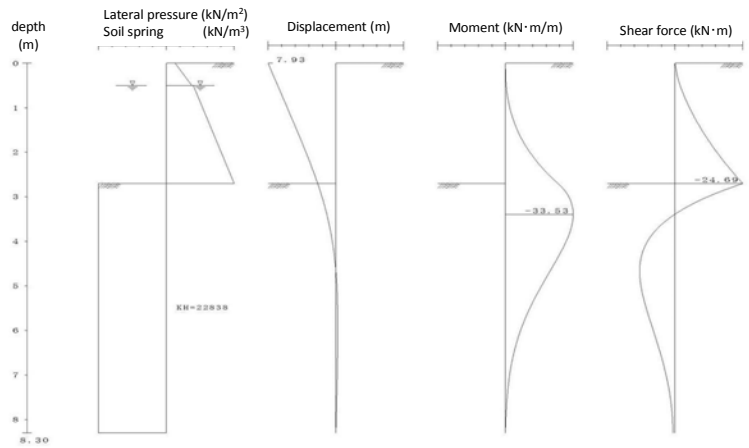 depth
(m)
Lateral pressure (kN/m²)
Soil spring (kN/m³)
Displacement (m)
Moment (kN·m/m)
Shear force (kN·m)
0
1
2
3
4
5
6
7
8
8.30
KH=22838
7.93
-33.53
-24.69